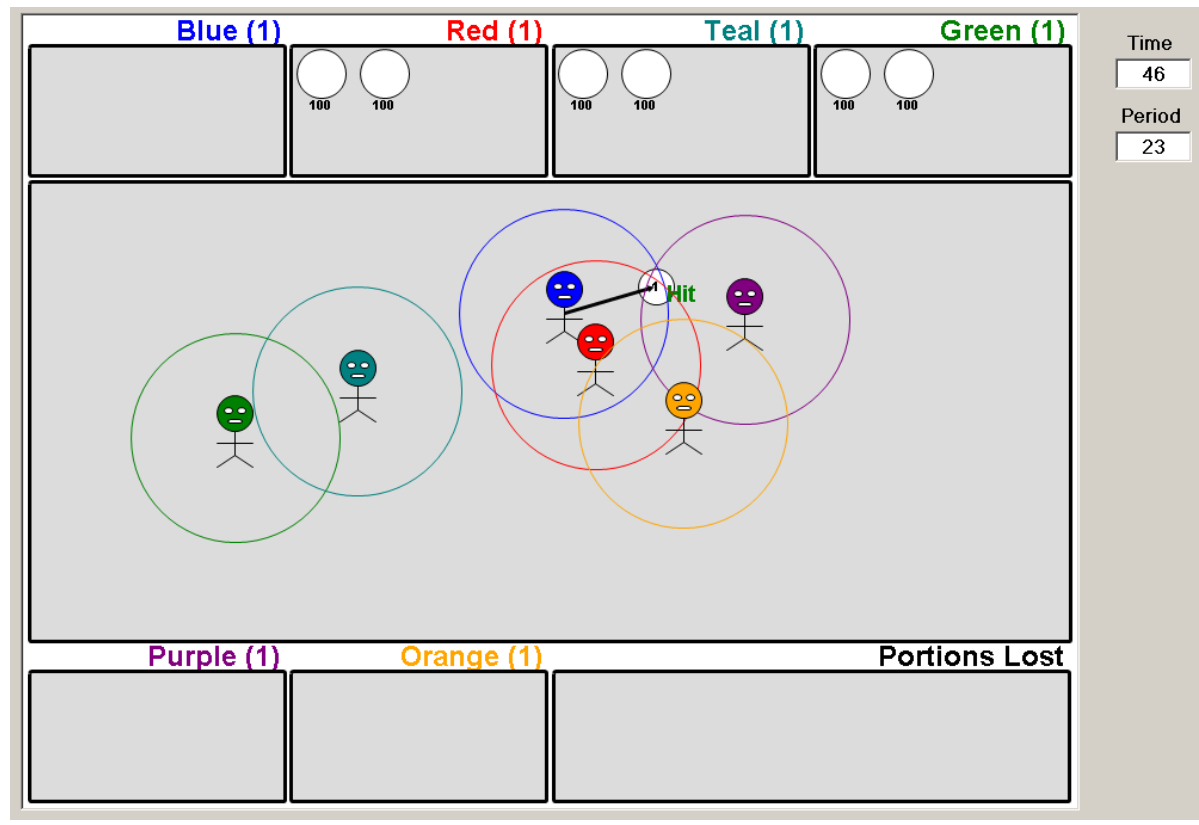 Blue (1)
Red (1)
Teal (1)
Green (1)
Time
46
Period
23
100
100
100
100
100
100
1
Hit
Purple (1)
Orange (1)
Portions Lost